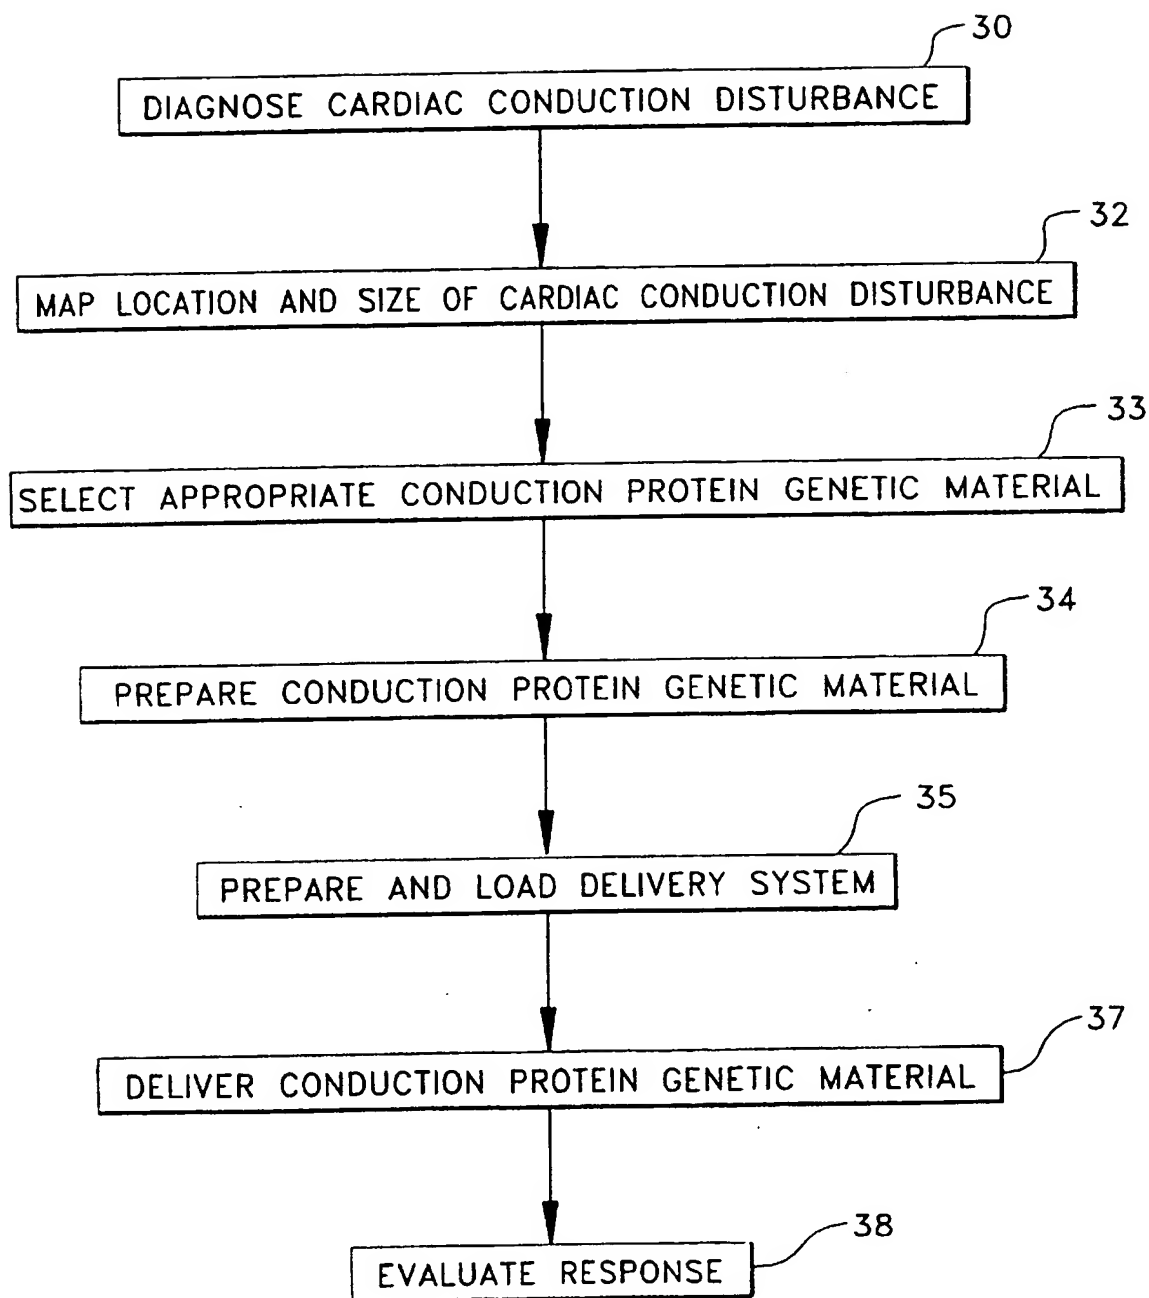 30
DIAGNOSE CARDIAC CONDUCTION DISTURBANCE
32
MAP LOCATION AND SIZE OF CARDIAC CONDUCTION DISTURBANCE
33
SELECT APPROPRIATE CONDUCTION PROTEIN GENETIC MATERIAL
34
PREPARE CONDUCTION PROTEIN GENETIC MATERIAL
35
PREPARE AND LOAD DELIVERY SYSTEM
37
DELIVER CONDUCTION PROTEIN GENETIC MATERIAL
38
EVALUATE RESPONSE